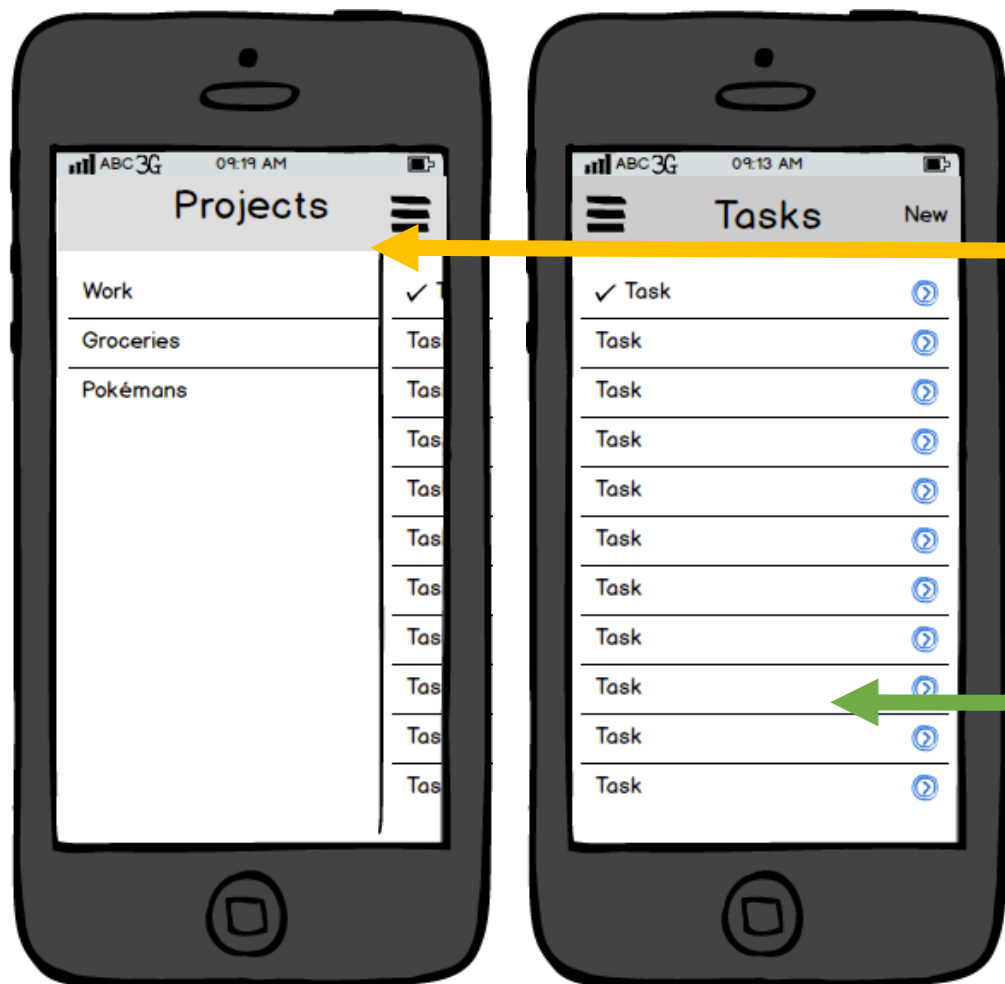 ABC 3G 09:19 AM
Projects
Work
Groceries
Pokémans
✓ T
Tas
Tas
Tas
Tas
Tas
Tas
Tas
Tas
Tas
Tas
ABC 3G 09:13 AM
Tasks New
✓ Task
Task
Task
Task
Task
Task
Task
Task
Task
Task
Task